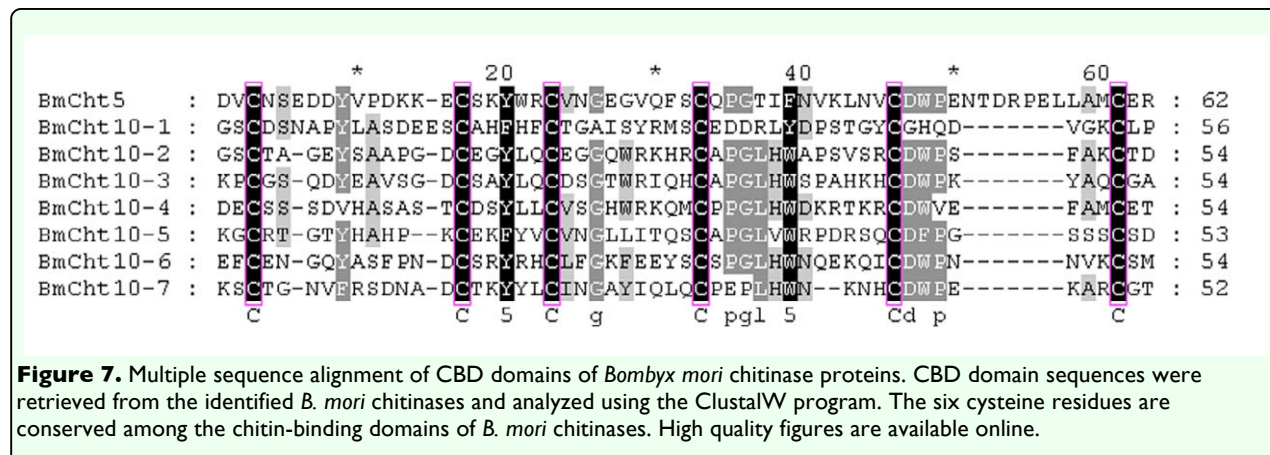 * 20 * 40 * 60
BmCht5 : DVCNSEDDYVPDKK-ECSKYWRCVNGEGVQFSCQPGTIFNVKLNVCDWPENTDRPELLAMCER : 62
BmCht10-1 : GSCDSNAPYLASDEESCAHFHFCTGAISYRMSCEDDRLYDPSTGYCGHQD-------VGKCLP : 56
BmCht10-2 : GSCTA-GEYSAAPG-DCEGYLQCEGGQWRKHRCAPGLHWAPSVSRCDWPS-------FAKCTD : 54
BmCht10-3 : KPCGS-QDYEAVSG-DCSAYLQCDSGTWRIQHCAPGLHWSPAHKHCDWPK-------YAQCGA : 54
BmCht10-4 : DECSS-SDVHASAS-TCDSYLLCVSGHWRKQMCPPGLHWDKRTKRCDWVE-------FAMCET : 54
BmCht10-5 : KGCRT-GTYHAHP--KCEKFYVCVNGLLITQSCAPGLVWRPDRSQCDFPG-------SSSCSD : 53
BmCht10-6 : EFCEN-GQYASFPN-DCSRYRHCLFGKFEEYSCSPGLHWNQEKQICDWPN-------NVKCSM : 54
BmCht10-7 : KSCTG-NVFRSDNA-DCTKYYLCINGAYIQLQCPEPLHWN--KNHCDWPE-------KARCGT : 52
C C 5 C g C pgl 5 Cd p C
Figure 7. Multiple sequence alignment of CBD domains of Bombyx mori chitinase proteins. CBD domain sequences were
retrieved from the identified B. mori chitinases and analyzed using the ClustalW program. The six cysteine residues are
conserved among the chitin-binding domains of B. mori chitinases. High quality figures are available online.